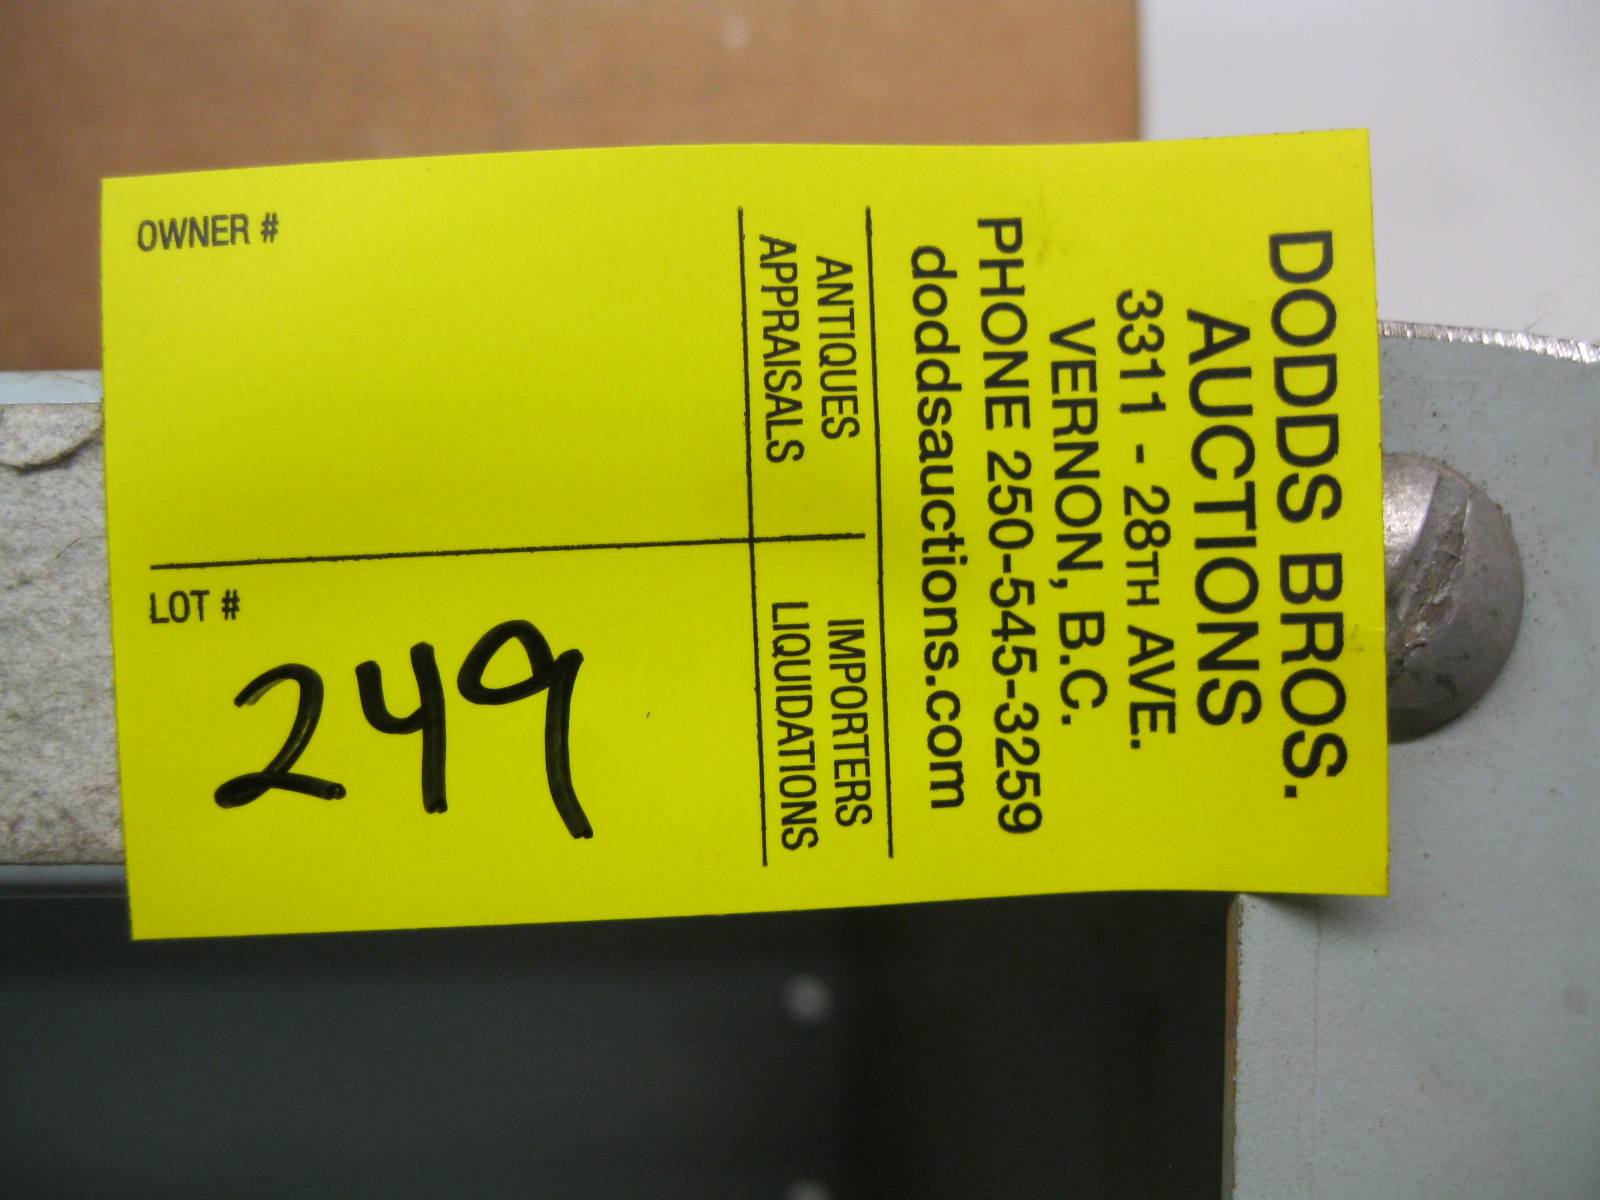 DODDS BROS.
AUCTIONS
3311 - 28TH AVE.
VERNON, B.C.
PHONE 250-545-3259
doddsauctions.com
ANTIQUES
APPRAISALS
IMPORTERS
LIQUIDATIONS
OWNER #
LOT #
249